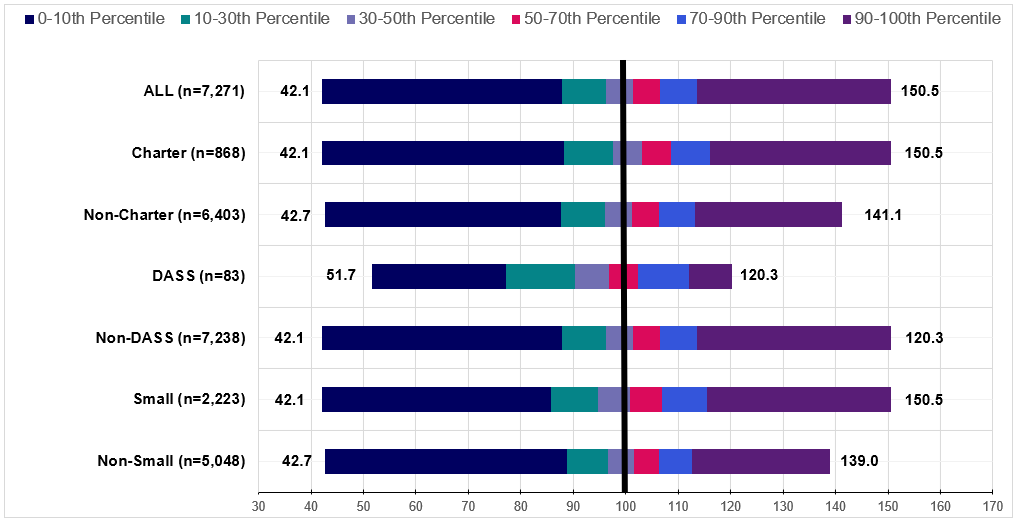 0-10th Percentile 10-30th Percentile 30-50th Percentile 50-70th Percentile 70-90th Percentile 90-100th Percentile
ALL (n=7,271) 42.1 150.5
Charter (n=868) 42.1 150.5
Non-Charter (n=6,403) 42.7 141.1
DASS (n=83) 51.7 120.3
Non-DASS (n=7,238) 42.1 120.3
Small (n=2,223) 42.1 150.5
Non-Small (n=5,048) 42.7 139.0
30 40 50 60 70 80 90 100 110 120 130 140 150 160 170